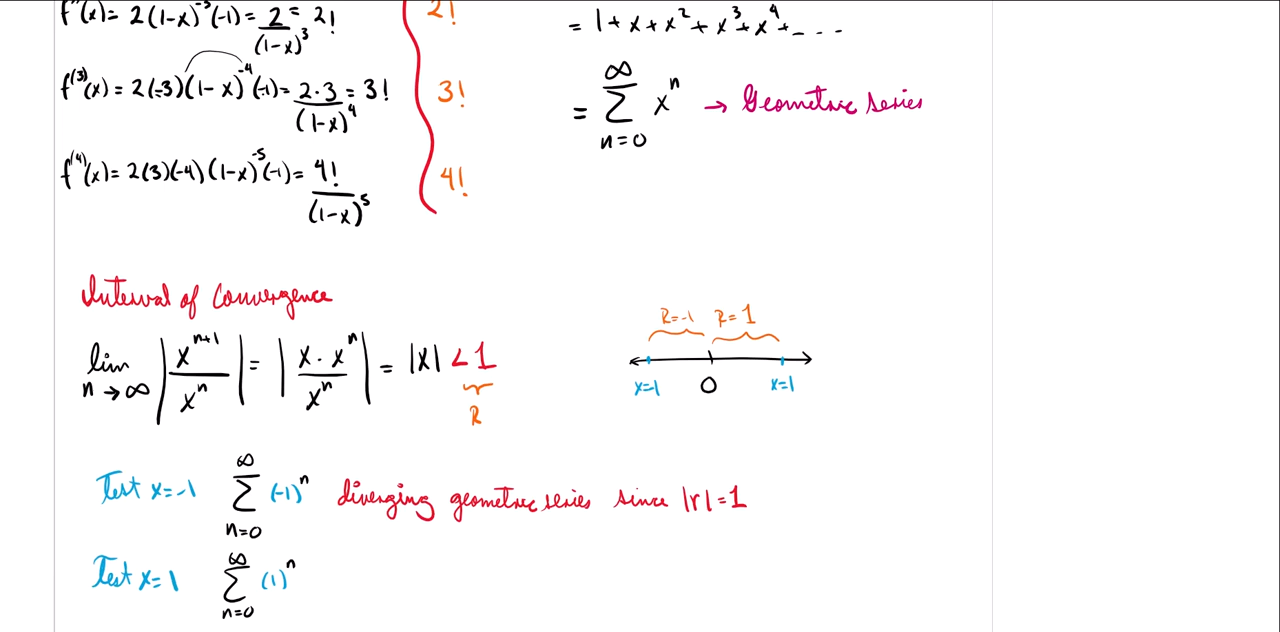 f''(x) = 2(1-x)^-3(-1) = 2/(1-x)^3 = 2!
2!
= 1 + x + x^2 + x^3 + x^4 + ...
f^(3)(x) = 2(-3)(1-x)^-4(-1) = 2·3/(1-x)^4 = 3!
3!
= ∑_{n=0}^{∞} x^n → Geometric series
f^(4)(x) = 2(3)(-4)(1-x)^-5(-1) = 4!/(1-x)^5
4!
Interval of Convergence
lim_{n→∞} |x^{n+1}/x^n| = |x·x^n/x^n| = |x| < 1
R
R=-1 R=1
x=-1 0 x=1
Test x=-1 ∑_{n=0}^{∞} (-1)^n diverging geometric series since |r|=1
Test x=1 ∑_{n=0}^{∞} (1)^n